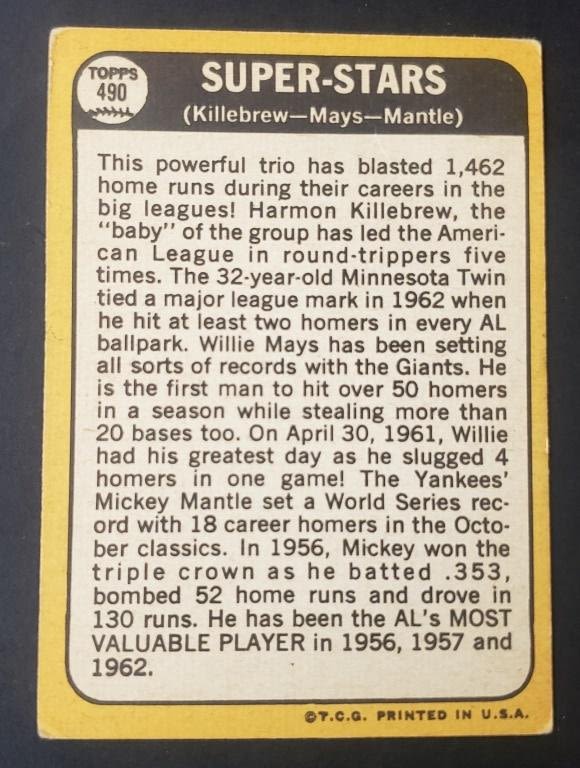 TOPPS
490
SUPER-STARS
(Killebrew—Mays—Mantle)
This powerful trio has blasted 1,462
home runs during their careers in the
big leagues! Harmon Killebrew, the
"baby" of the group has led the Ameri-
can League in round-trippers five
times. The 32-year-old Minnesota Twin
tied a major league mark in 1962 when
he hit at least two homers in every AL
ballpark. Willie Mays has been setting
all sorts of records with the Giants. He
is the first man to hit over 50 homers
in a season while stealing more than
20 bases too. On April 30, 1961, Willie
had his greatest day as he slugged 4
homers in one game! The Yankees'
Mickey Mantle set a World Series rec-
ord with 18 career homers in the Octo-
ber classics. In 1956, Mickey won the
triple crown as he batted .353,
bombed 52 home runs and drove in
130 runs. He has been the AL's MOST
VALUABLE PLAYER in 1956, 1957 and
1962.
©T.C.G. PRINTED IN U.S.A.